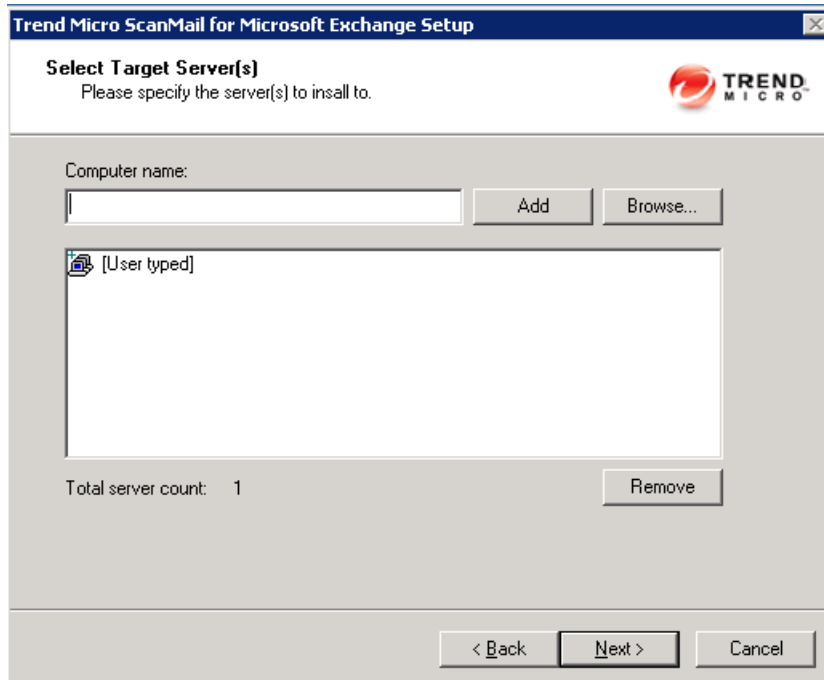 Trend Micro ScanMail for Microsoft Exchange Setup
Select Target Server(s)
Please specify the server(s) to insall to.
TREND
MICRO™
Computer name:
Add
Browse...
[User typed]
Total server count: 1
Remove
< Back
Next >
Cancel